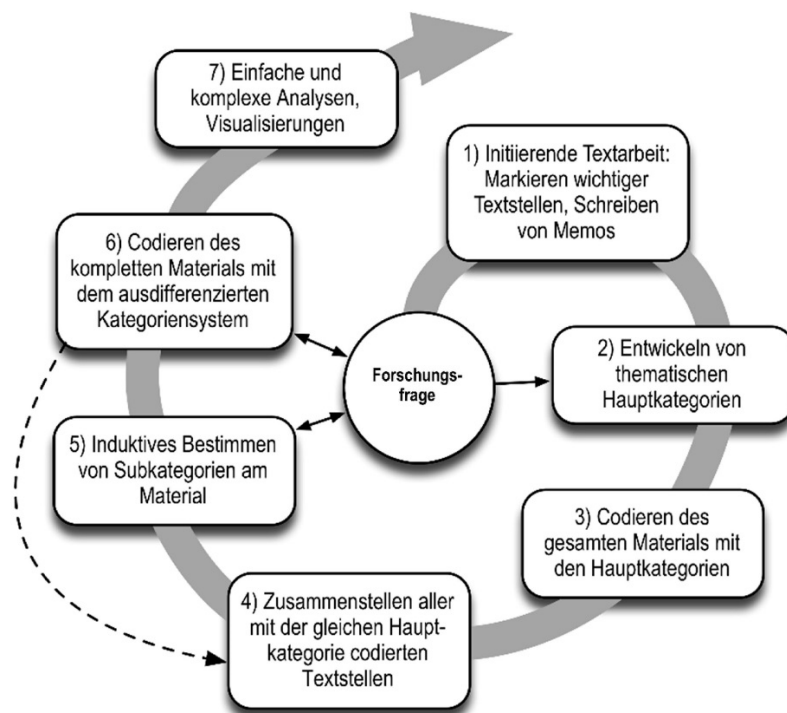 7) Einfache und
komplexe Analysen,
Visualisierungen
1) Initiierende Textarbeit:
Markieren wichtiger
Textstellen, Schreiben
von Memos
6) Codieren des
kompletten Materials mit
dem ausdifferenzierten
Kategoriensystem
Forschungs-
frage
2) Entwickeln von
thematischen
Hauptkategorien
5) Induktives Bestimmen
von Subkategorien am
Material
3) Codieren des
gesamten Materials mit
den Hauptkategorien
4) Zusammenstellen aller
mit der gleichen Haupt-
kategorie codierten
Textstellen